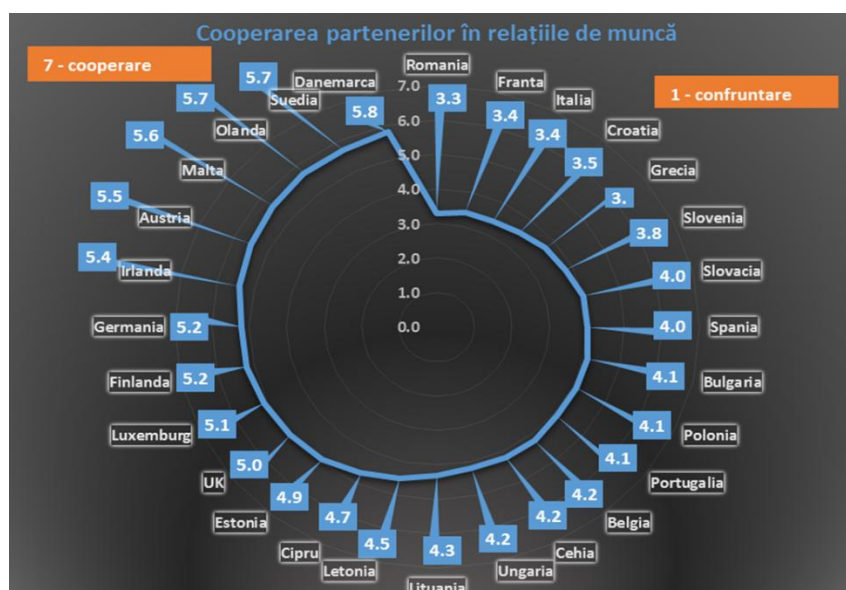 Cooperarea partenerilor în relațiile de muncă
7 - cooperare
1 - confruntare
Romania
3.3
Franta
3.4
Italia
3.4
Croatia
3.5
Grecia
3.
Slovenia
3.8
Slovacia
4.0
Spania
4.0
Bulgaria
4.1
Polonia
4.1
Portugalia
4.1
Belgia
4.2
Cehia
4.2
Ungaria
4.2
Lituania
4.3
Letonia
4.5
Cipru
4.7
Estonia
4.9
UK
5.0
Luxemburg
5.1
Finlanda
5.2
Germania
5.2
Irlanda
5.4
Austria
5.5
Malta
5.6
Olanda
5.7
Suedia
5.7
Danemarca
5.8
7.0
6.0
5.0
4.0
3.0
2.0
1.0
0.0